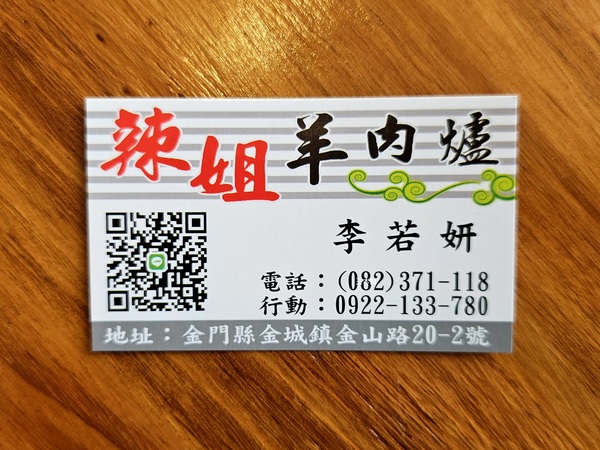 辣姐羊肉爐
李若妍
電話：(082)371-118
行動：0922-133-780
地址：金門縣金城鎮金山路20-2號